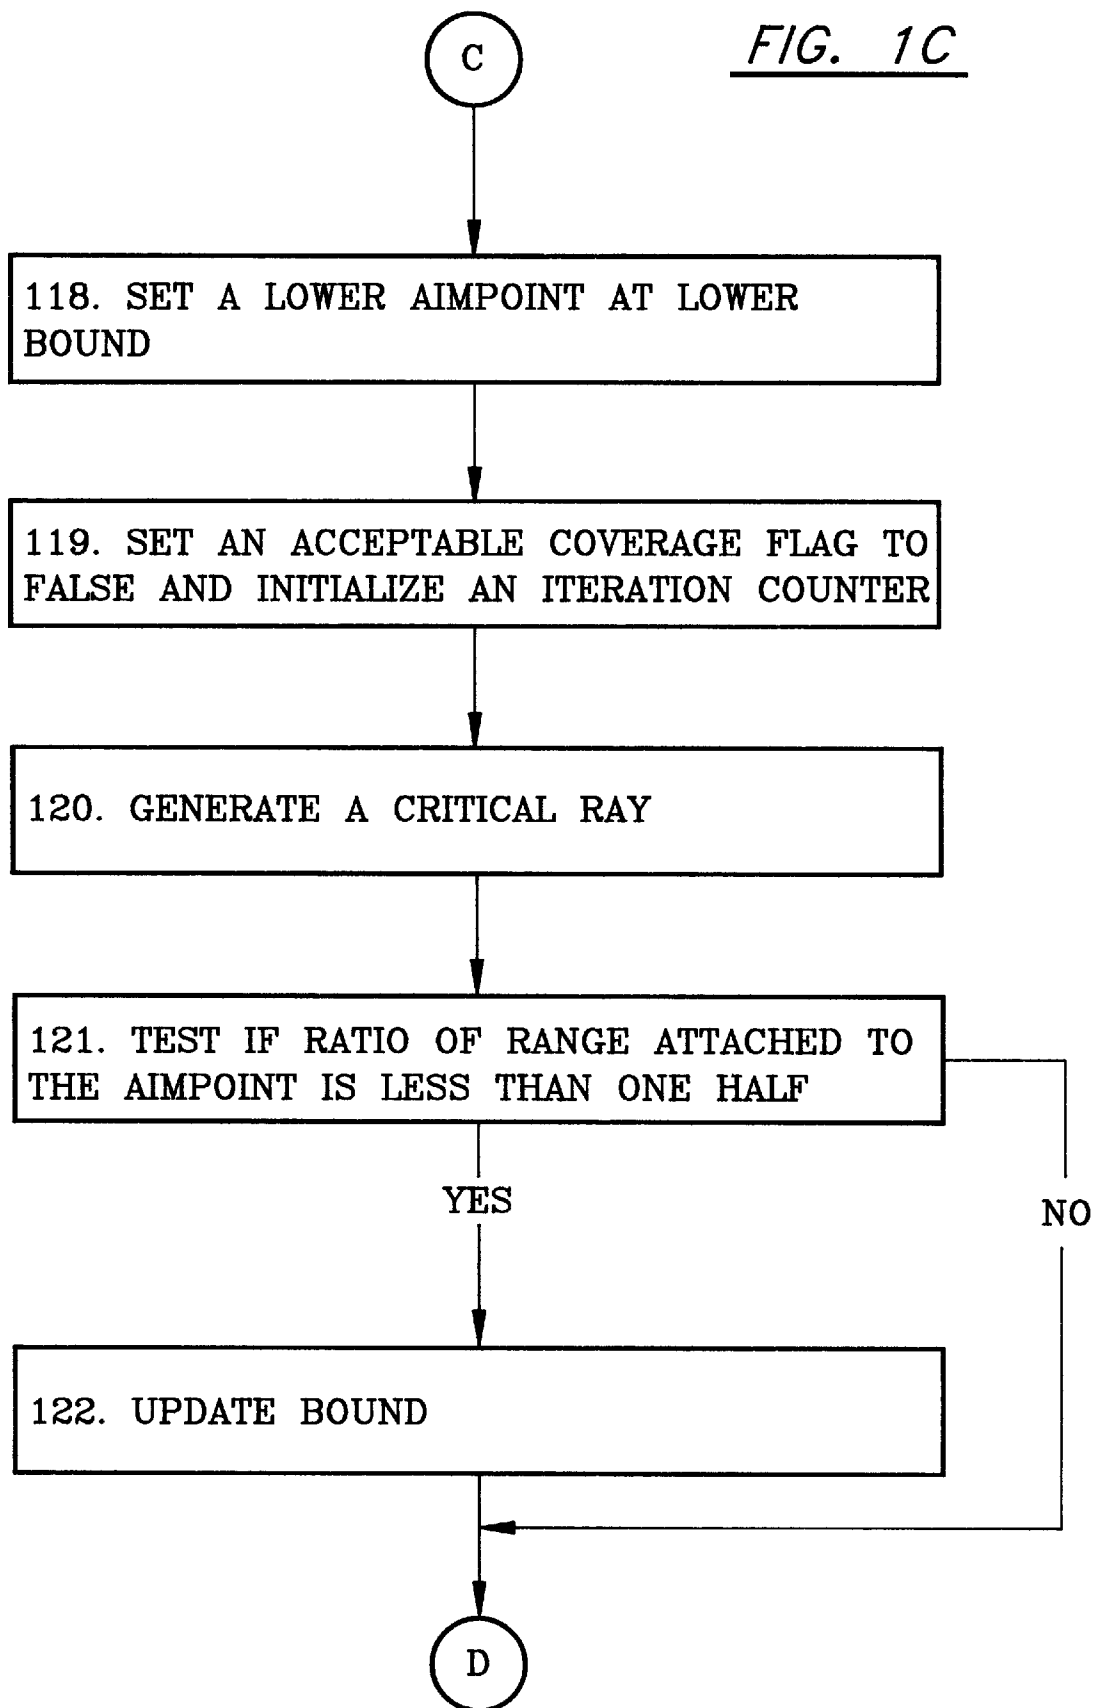 C
FIG. 1C
118. SET A LOWER AIMPOINT AT LOWER
BOUND
119. SET AN ACCEPTABLE COVERAGE FLAG TO
FALSE AND INITIALIZE AN ITERATION COUNTER
120. GENERATE A CRITICAL RAY
121. TEST IF RATIO OF RANGE ATTACHED TO
THE AIMPOINT IS LESS THAN ONE HALF
YES
NO
122. UPDATE BOUND
D